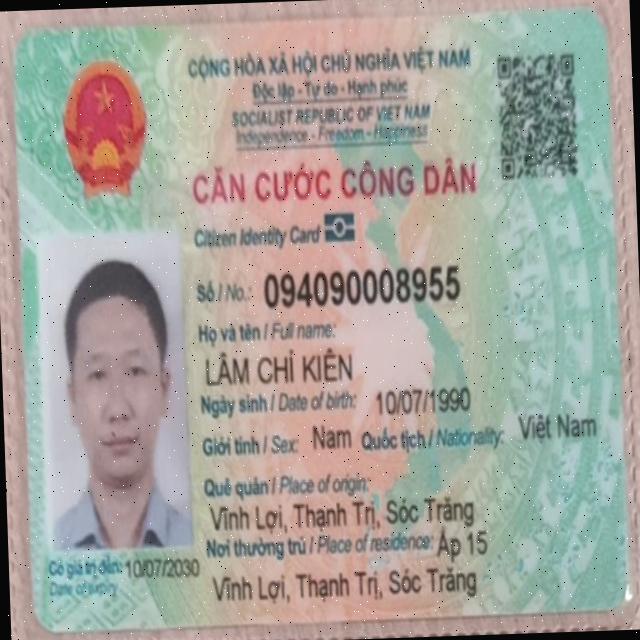 CỘNG HÒA XÃ HỘI CHỦ NGHĨA VIỆT NAM
Độc lập - Tự do - Hạnh phúc
SOCIALIST REPUBLIC OF VIET NAM
Independence - Freedom - Happiness
CĂN CƯỚC CÔNG DÂN
Citizen Identity Card
Số / No.: 094090008955
Họ và tên / Full name:
LÂM CHÍ KIÊN
Ngày sinh / Date of birth: 10/07/1990
Giới tính / Sex: Nam Quốc tịch / Nationality: Việt Nam
Quê quán / Place of origin:
Vĩnh Lợi, Thạnh Trị, Sóc Trăng
Nơi thường trú / Place of residence: Ấp 15
Vĩnh Lợi, Thạnh Trị, Sóc Trăng
Có giá trị đến: 10/07/2030
Date of expiry